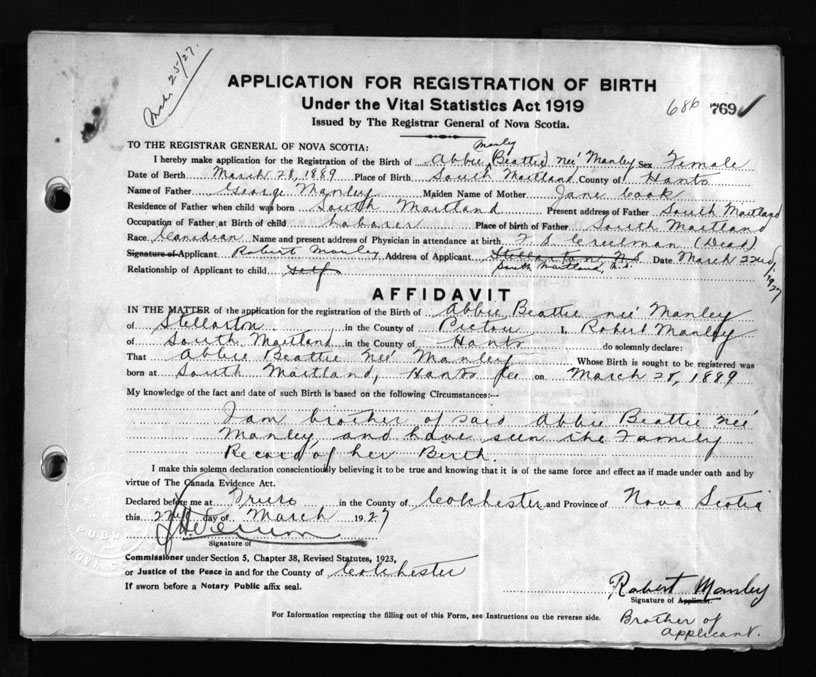 Mch. 25/27.
APPLICATION FOR REGISTRATION OF BIRTH
Under the Vital Statistics Act 1919
686 769
Issued by The Registrar General of Nova Scotia.
TO THE REGISTRAR GENERAL OF NOVA SCOTIA:
Manly
I hereby make application for the Registration of the Birth of Abbie (Beattie) neé Manley Sex Female
Date of Birth March 28, 1889 Place of Birth South Maitland County of Hants
Name of Father George Manley Maiden Name of Mother Jane Cook
Residence of Father when child was born South Maitland Present address of Father South Maitland
Occupation of Father at Birth of child Laborer Place of birth of Father South Maitland
Race Canadian Name and present address of Physician in attendance at birth Creelman (Dead)
Signature of Applicant Robert Manley Address of Applicant Stellarton, N.S. Date March 22nd, 1927
South Maitland, N.S.
Relationship of Applicant to child Self
AFFIDAVIT
IN THE MATTER of the application for the registration of the Birth of Abbie Beattie neé Manley
of Stellarton in the County of Pictou I, Robert Manley
of South Maitland in the County of Hants do solemnly declare:
That Abbie Beattie Neé Manley Whose Birth is sought to be registered was
born at South Maitland, Hants on March 28, 1889
My knowledge of the fact and date of such Birth is based on the following Circumstances:—
I am brother of said Abbie Beattie neé
Manley, and have seen the Family
Record of her Birth.
I make this solemn declaration conscientiously believing it to be true and knowing that it is of the same force and effect as if made under oath and by
virtue of The Canada Evidence Act.
Declared before me at Truro in the County of Colchester and Province of Nova Scotia
this 22nd day of March 1927
Signature of
Commissioner under Section 5, Chapter 38, Revised Statutes, 1923,
or Justice of the Peace in and for the County of Colchester
If sworn before a Notary Public affix seal.
Robert Manley
Signature of Applicant.
Brother of
Applicant.
For Information respecting the filling out of this Form, see Instructions on the reverse side.